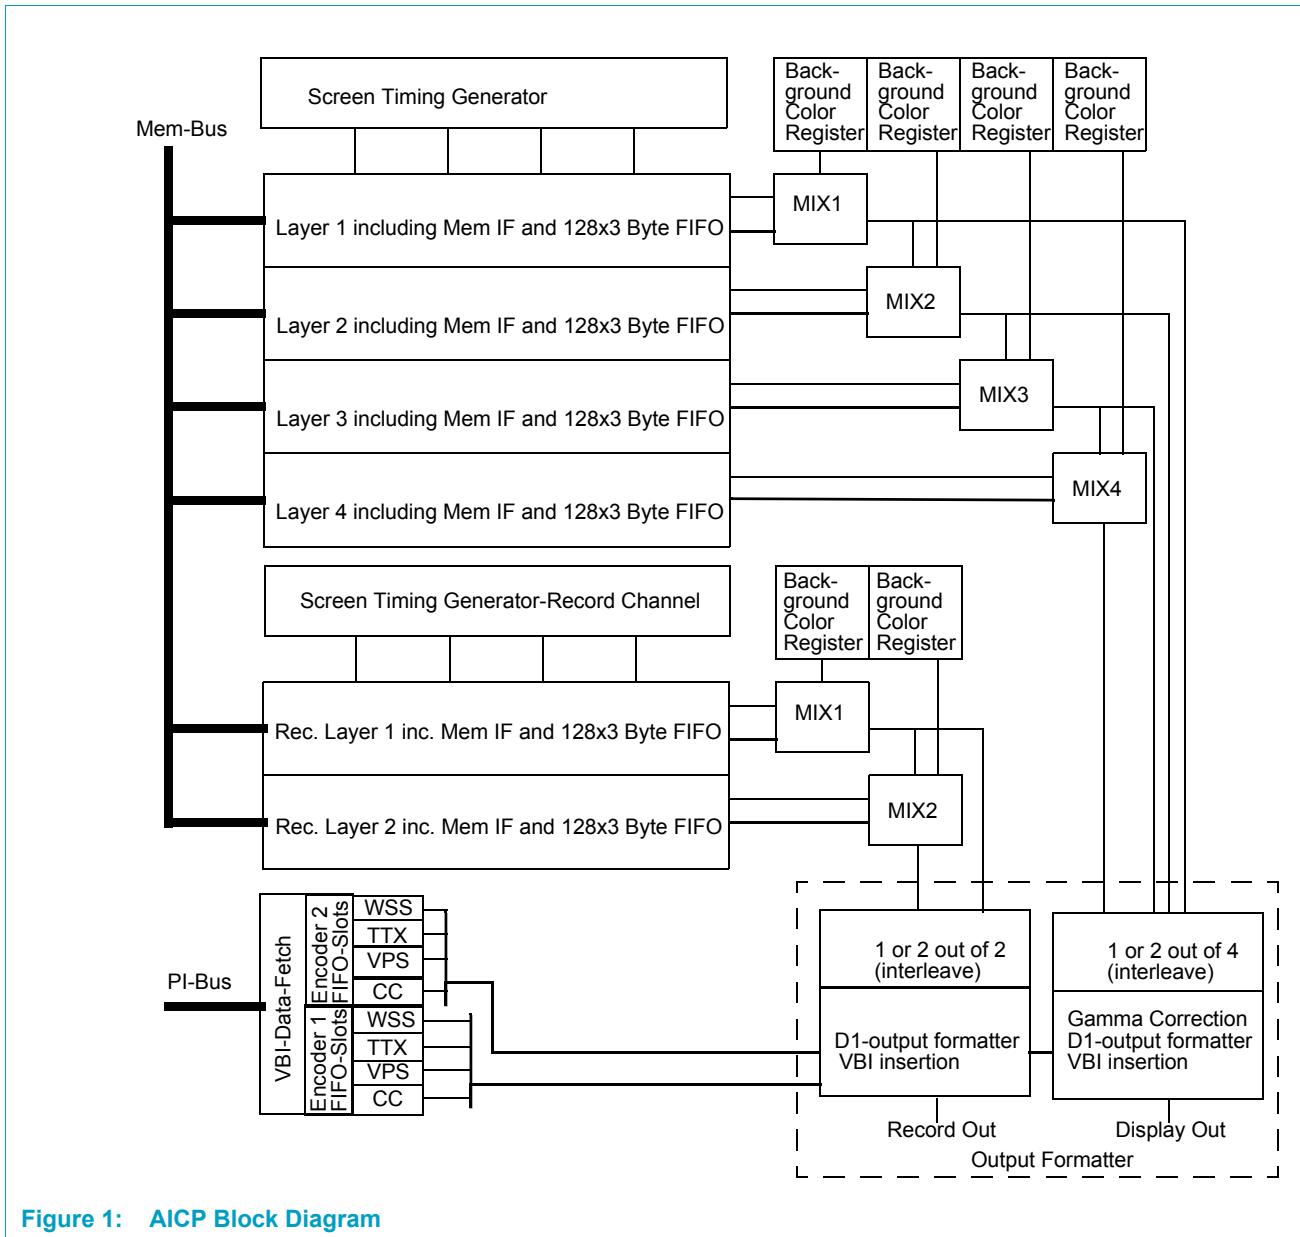 Screen Timing Generator
Back-
ground
Color
Register
Back-
ground
Color
Register
Back-
ground
Color
Register
Back-
ground
Color
Register
Mem-Bus
MIX1
Layer 1 including Mem IF and 128x3 Byte FIFO
MIX2
Layer 2 including Mem IF and 128x3 Byte FIFO
MIX3
Layer 3 including Mem IF and 128x3 Byte FIFO
MIX4
Layer 4 including Mem IF and 128x3 Byte FIFO
Screen Timing Generator-Record Channel
Back-
ground
Color
Register
Back-
ground
Color
Register
MIX1
Rec. Layer 1 inc. Mem IF and 128x3 Byte FIFO
MIX2
Rec. Layer 2 inc. Mem IF and 128x3 Byte FIFO
PI-Bus
VBI-Data-Fetch
Encoder 2
FIFO-Slots
WSS
TTX
VPS
CC
Encoder 1
FIFO-Slots
WSS
TTX
VPS
CC
1 or 2 out of 2
(interleave)
D1-output formatter
VBI insertion
1 or 2 out of 4
(interleave)
Gamma Correction
D1-output formatter
VBI insertion
Record Out
Display Out
Output Formatter
Figure 1: AICP Block Diagram